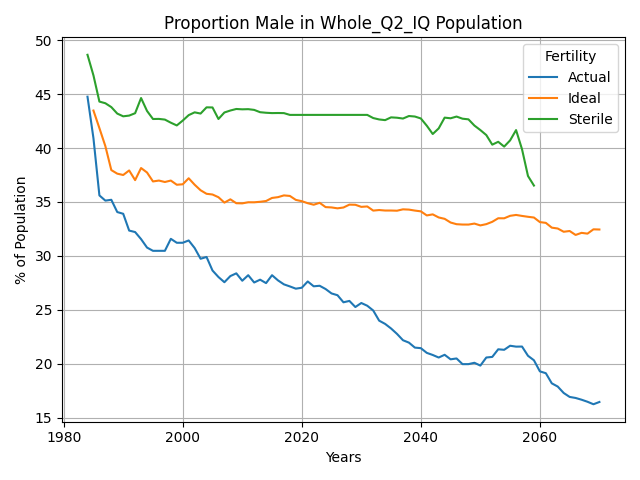 Proportion Male in Whole_Q2_IQ Population
% of Population
50
45
40
35
30
25
20
15
Fertility
Actual
Ideal
Sterile
1980
2000
2020
2040
2060
Years